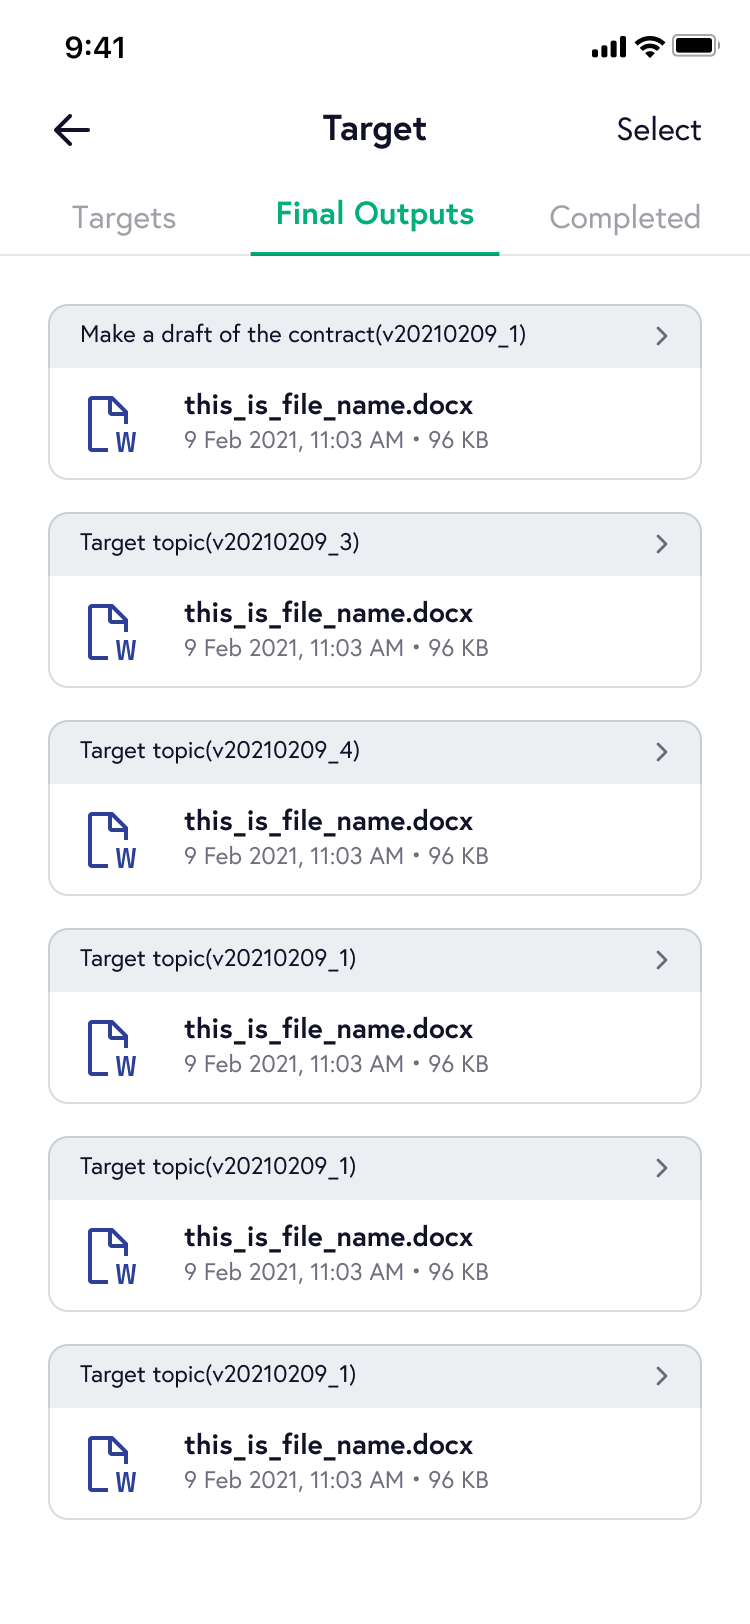 9:41
Target
Select
Targets
Final Outputs
Completed
Make a draft of the contract(v20210209_1)
this_is_file_name.docx
9 Feb 2021, 11:03 AM • 96 KB
W
Target topic(v20210209_3)
this_is_file_name.docx
9 Feb 2021, 11:03 AM • 96 KB
W
Target topic(v20210209_4)
this_is_file_name.docx
9 Feb 2021, 11:03 AM • 96 KB
W
Target topic(v20210209_1)
this_is_file_name.docx
9 Feb 2021, 11:03 AM • 96 KB
W
Target topic(v20210209_1)
this_is_file_name.docx
9 Feb 2021, 11:03 AM • 96 KB
W
Target topic(v20210209_1)
this_is_file_name.docx
9 Feb 2021, 11:03 AM • 96 KB
W